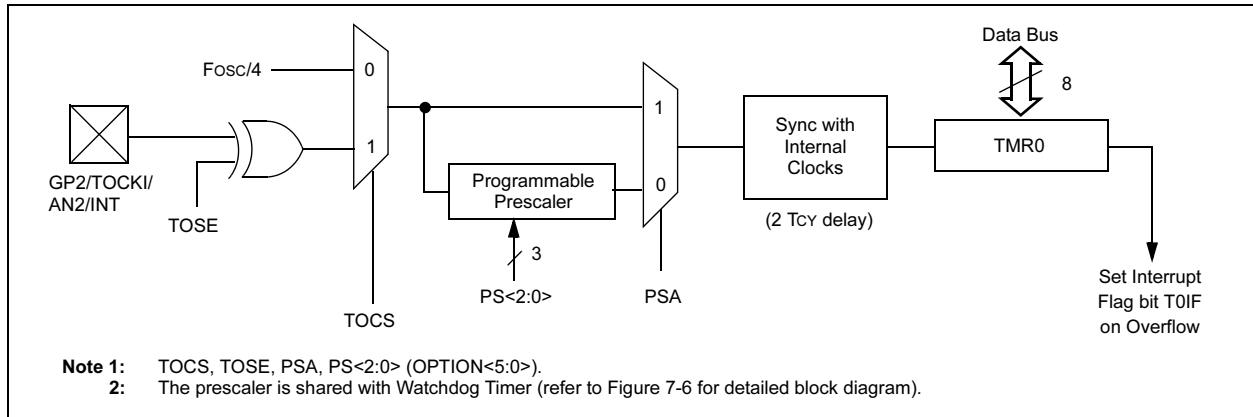 Data Bus
8
FOSC/4
0
1
GP2/TOCKI/
AN2/INT
TOSE
TOCS
Programmable
Prescaler
3
PS<2:0>
1
0
PSA
Sync with
Internal
Clocks
(2 TCY delay)
TMR0
Set Interrupt
Flag bit T0IF
on Overflow
Note 1: TOCS, TOSE, PSA, PS<2:0> (OPTION<5:0>).
2: The prescaler is shared with Watchdog Timer (refer to Figure 7-6 for detailed block diagram).